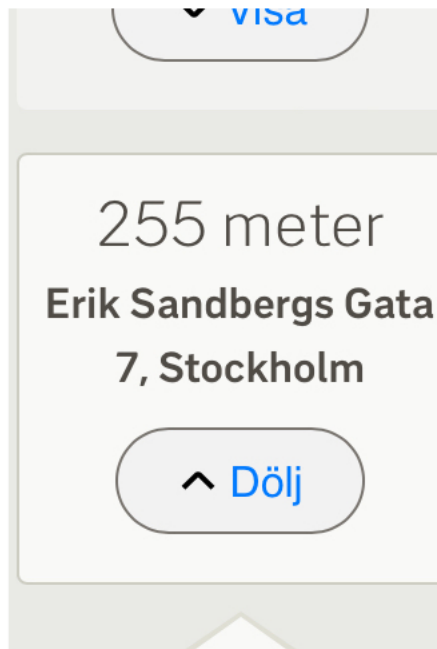 Visa
255 meter
Erik Sandbergs Gata
7, Stockholm
Dölj